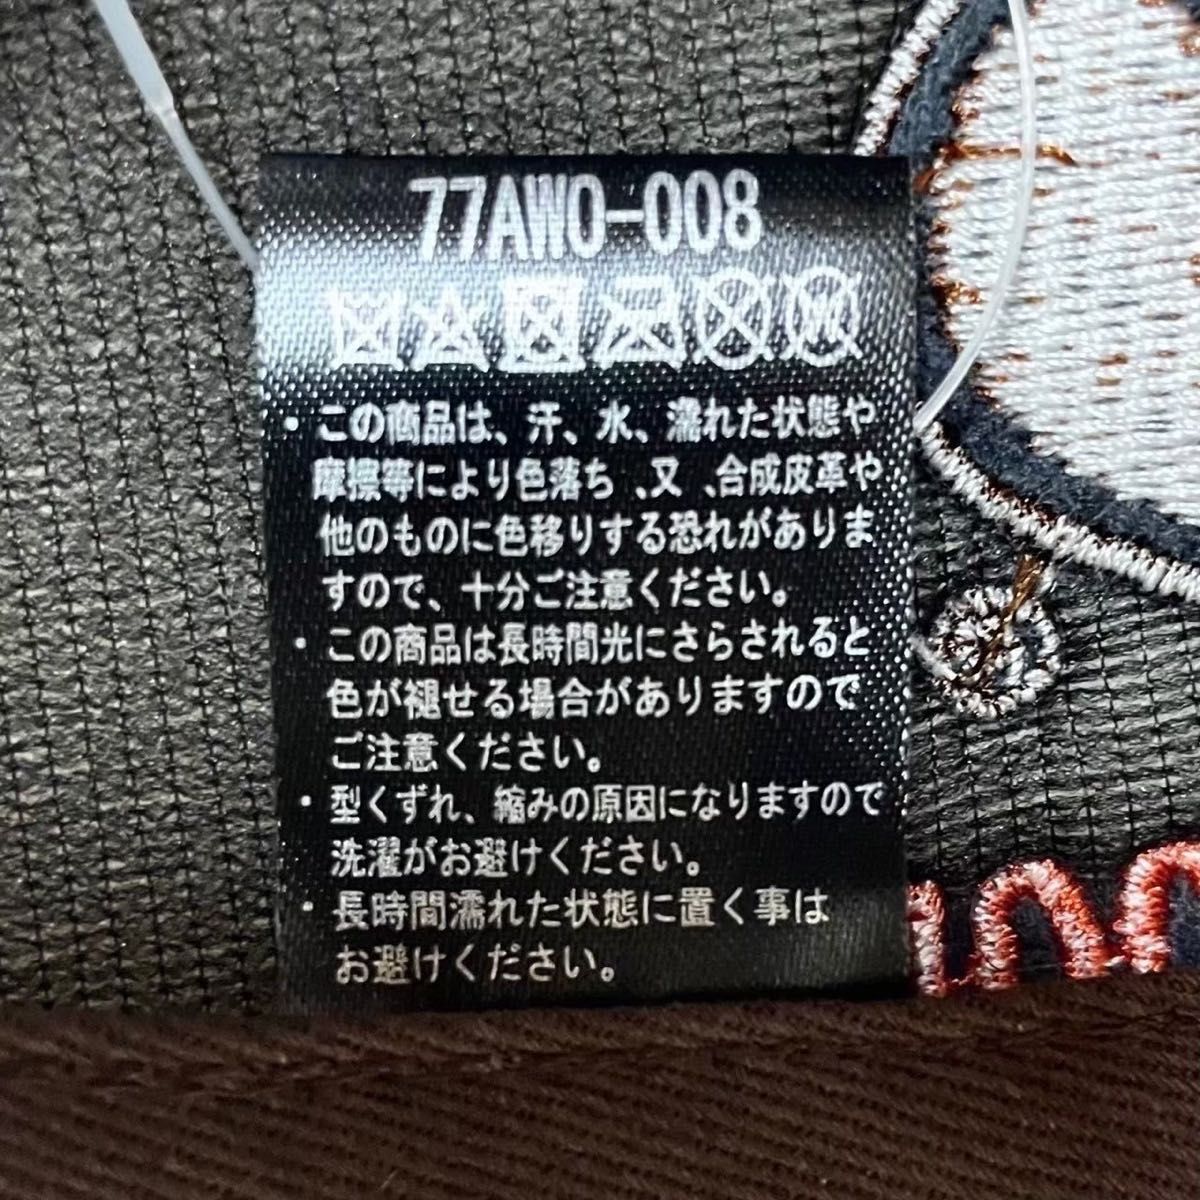 77AWO-008
・この商品は、汗、水、濡れた状態や
摩擦等により色落ち、又、合成皮革や
他のものに色移りする恐れがありま
すので、十分ご注意ください。
・この商品は長時間光にさらされると
色が褪せる場合がありますので
ご注意ください。
・型くずれ、縮みの原因になりますので
洗濯がお避けください。
・長時間濡れた状態に置く事は
お避けください。